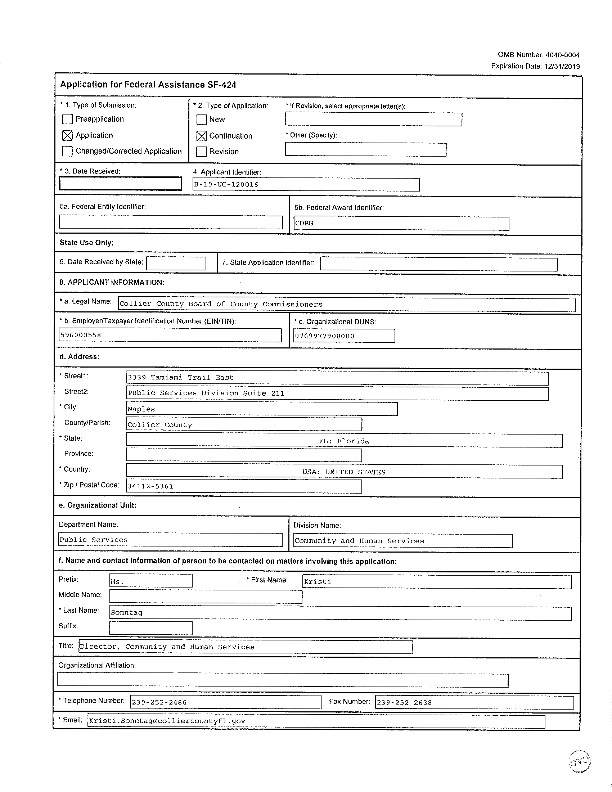 OMB Number: 4040-0004
Expiration Date: 12/31/2019
Application for Federal Assistance SF-424
* 1. Type of Submission: * 2. Type of Application: * If Revision, select appropriate letter(s):
Preapplication New
Application Continuation * Other (Specify):
Changed/Corrected Application Revision
* 3. Date Received: 4. Applicant Identifier:
B-19-UC-120016
5a. Federal Entity Identifier: 5b. Federal Award Identifier:
CDBG
State Use Only:
6. Date Received by State: 7. State Application Identifier:
8. APPLICANT INFORMATION:
* a. Legal Name: Collier County Board of County Commissioners
* b. Employer/Taxpayer Identification Number (EIN/TIN): * c. Organizational DUNS:
596000558 0769977900000
d. Address:
* Street1: 3339 Tamiami Trail East
Street2: Public Services Division Suite 211
* City: Naples
County/Parish: Collier County
* State: FL: Florida
Province:
* Country: USA: UNITED STATES
* Zip / Postal Code: 34112-5361
e. Organizational Unit:
Department Name: Division Name:
Public Services Community and Human Services
f. Name and contact information of person to be contacted on matters involving this application:
Prefix: Ms. * First Name: Kristi
Middle Name:
* Last Name: Sonntag
Suffix:
Title: Director, Community and Human Services
Organizational Affiliation:
* Telephone Number: 239-252-2486 Fax Number: 239-252-2638
* Email: Kristi.Sonntag@colliercountyfl.gov